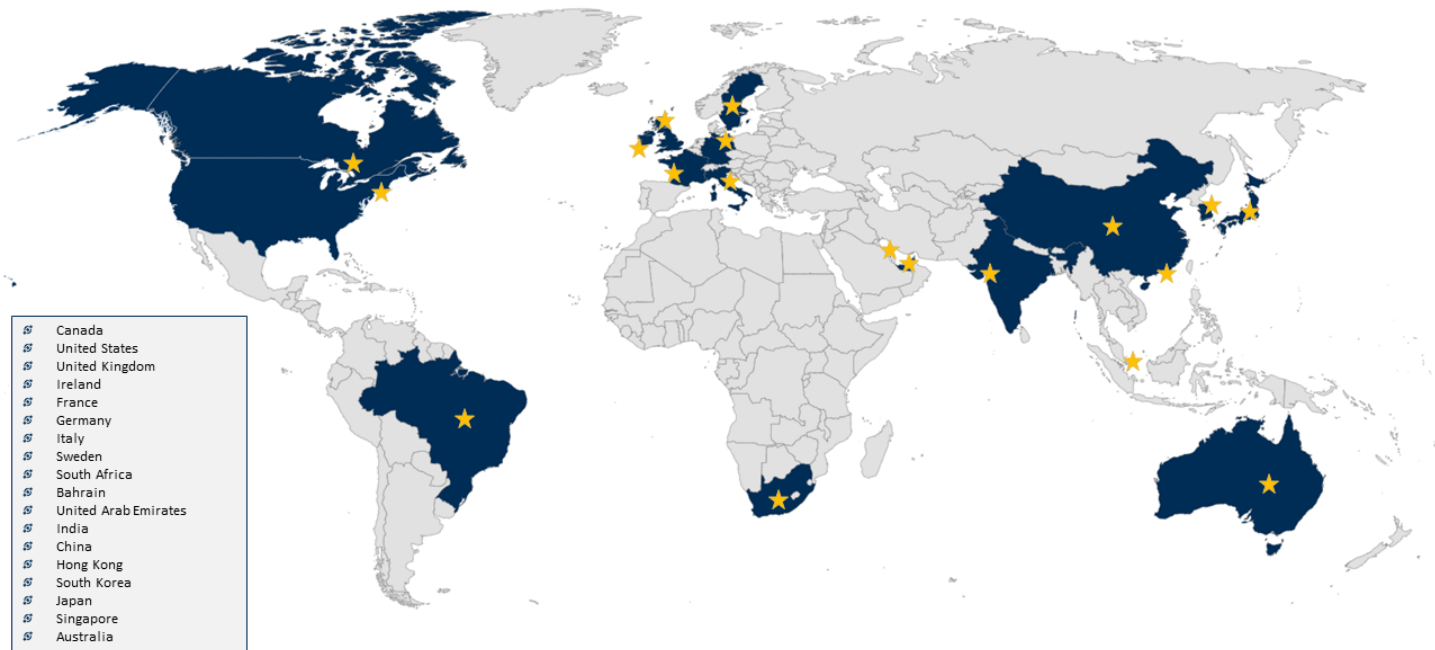 Canada
United States
United Kingdom
Ireland
France
Germany
Italy
Sweden
South Africa
Bahrain
United Arab Emirates
India
China
Hong Kong
South Korea
Japan
Singapore
Australia